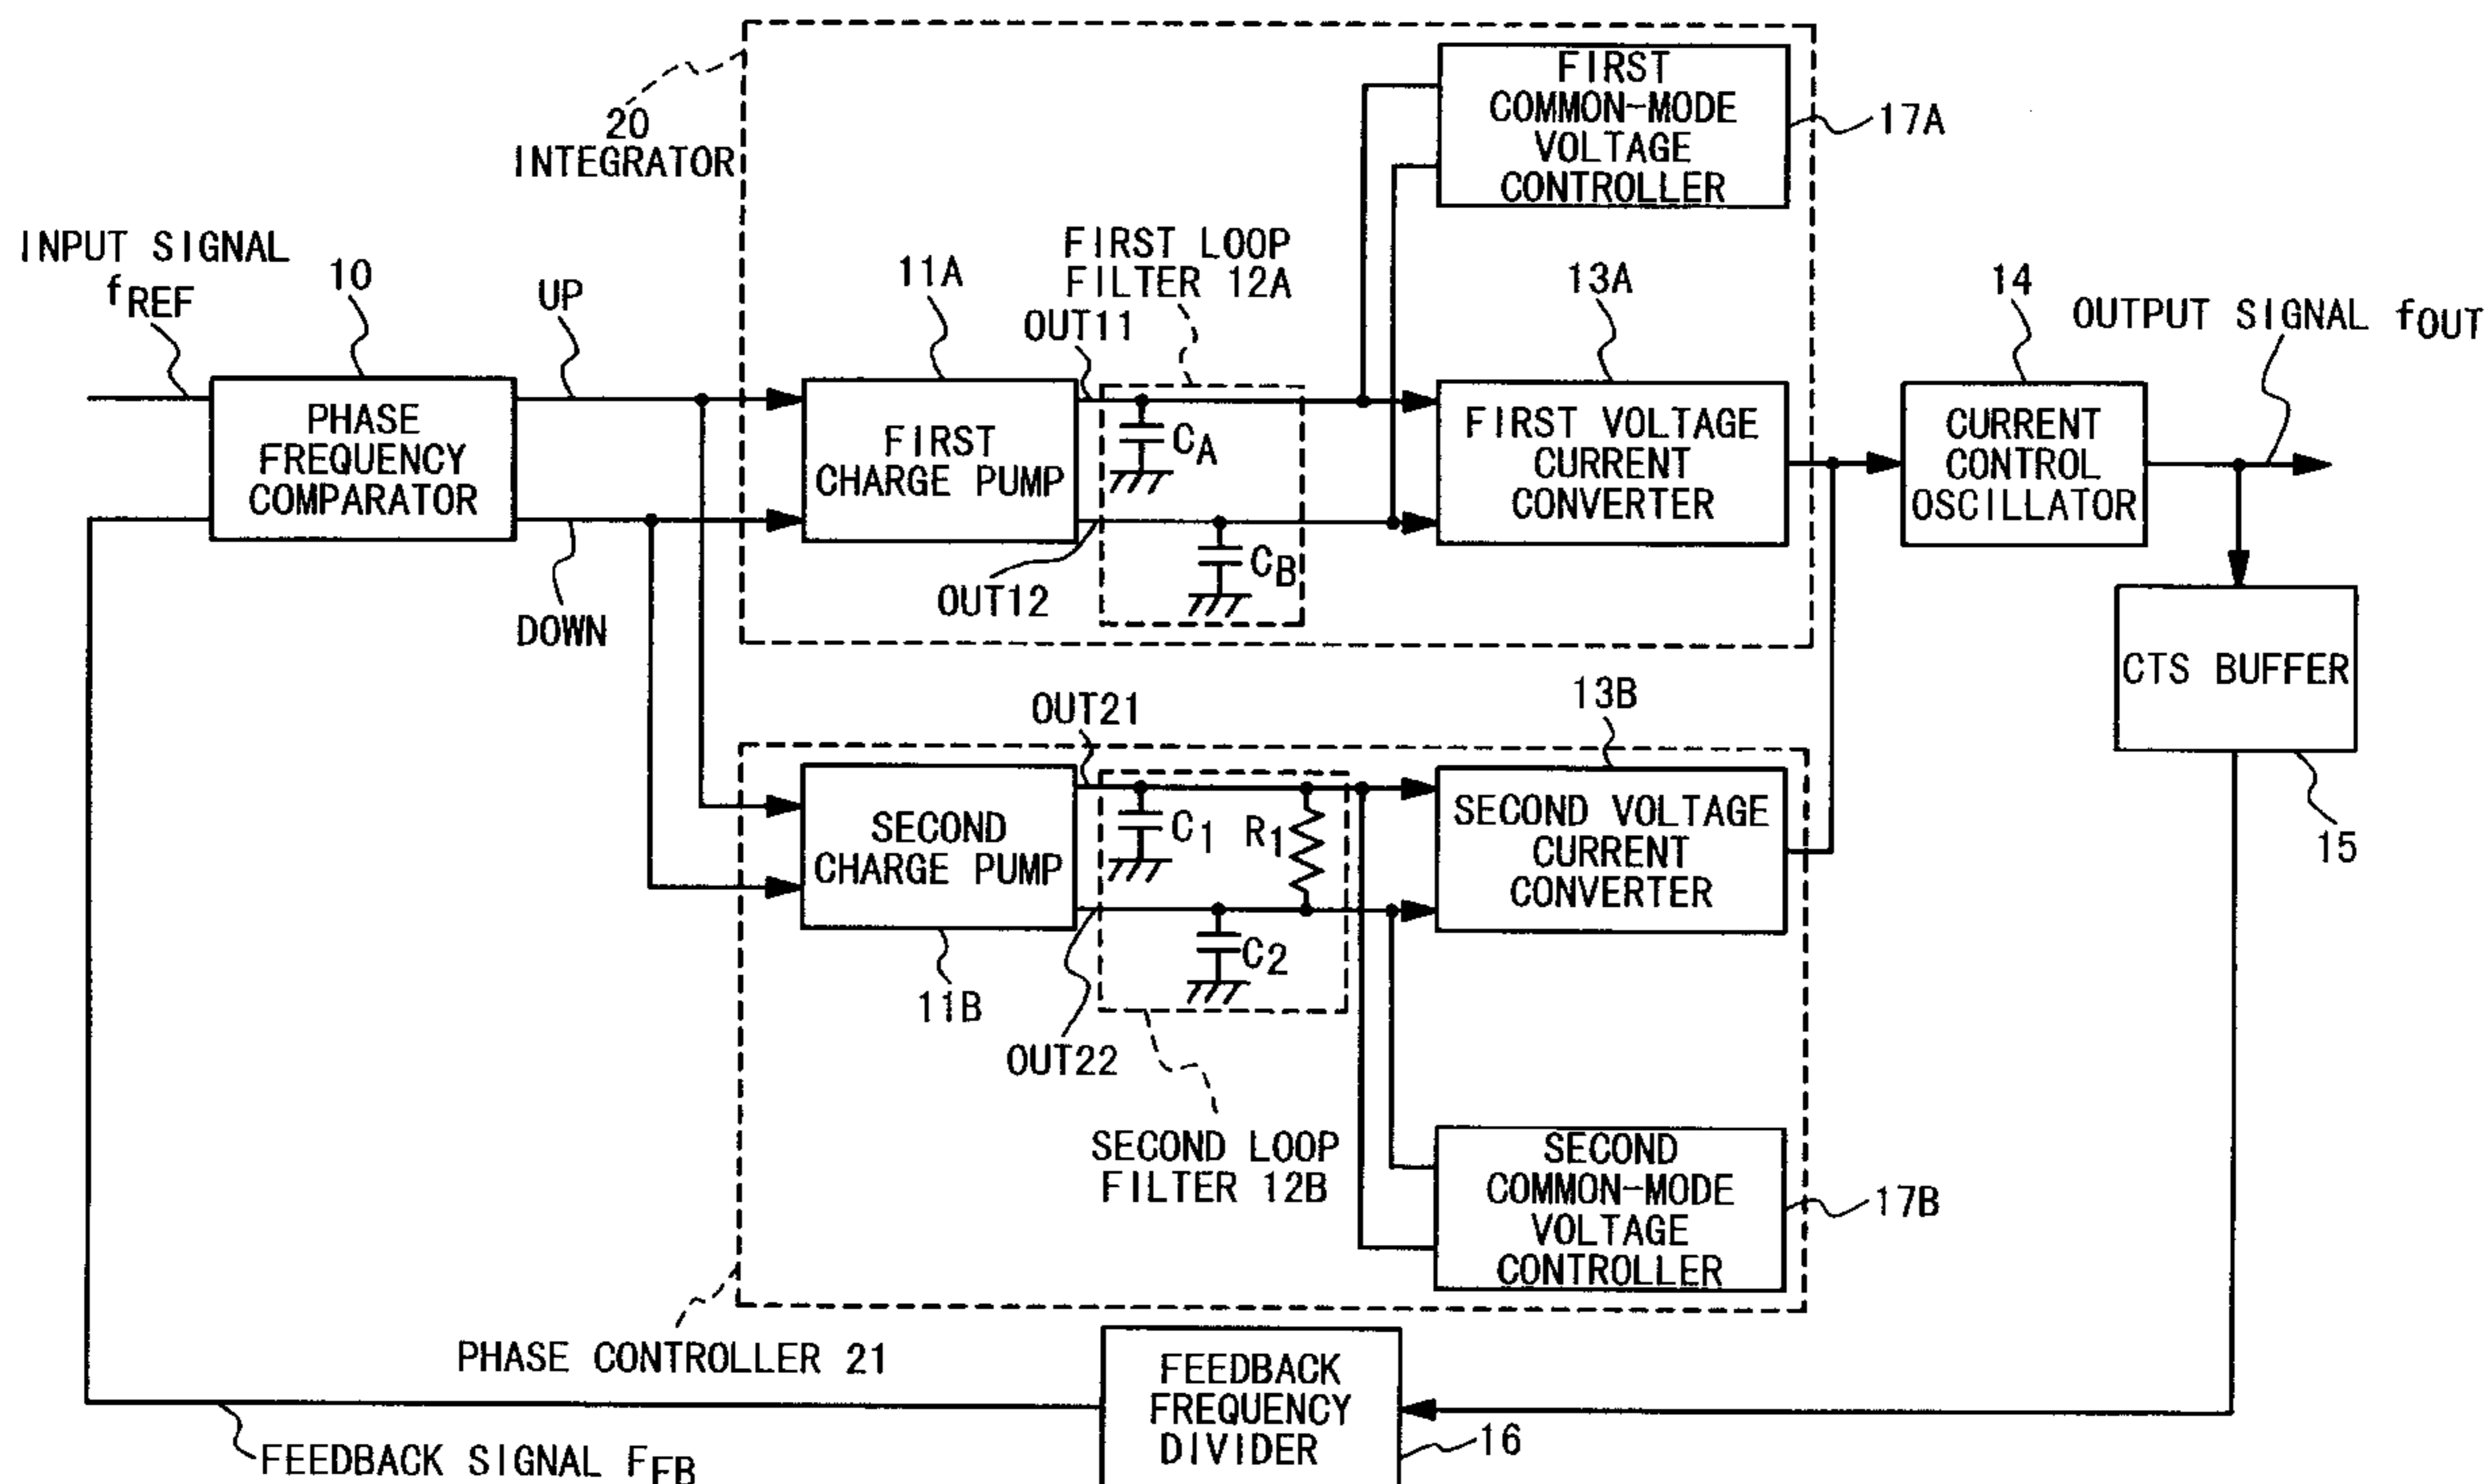 20
INTEGRATOR
FIRST
COMMON-MODE
VOLTAGE
CONTROLLER
17A
INPUT SIGNAL
fREF
10
UP
11A
FIRST LOOP
FILTER 12A
OUT11
13A
14
OUTPUT SIGNAL fOUT
PHASE
FREQUENCY
COMPARATOR
FIRST
CHARGE PUMP
CA
CB
FIRST VOLTAGE
CURRENT
CONVERTER
CURRENT
CONTROL
OSCILLATOR
DOWN
OUT12
CTS BUFFER
15
OUT21
13B
SECOND
CHARGE PUMP
C1
R1
C2
SECOND VOLTAGE
CURRENT
CONVERTER
11B
OUT22
SECOND LOOP
FILTER 12B
SECOND
COMMON-MODE
VOLTAGE
CONTROLLER
17B
PHASE CONTROLLER 21
FEEDBACK
FREQUENCY
DIVIDER
16
FEEDBACK SIGNAL FFB